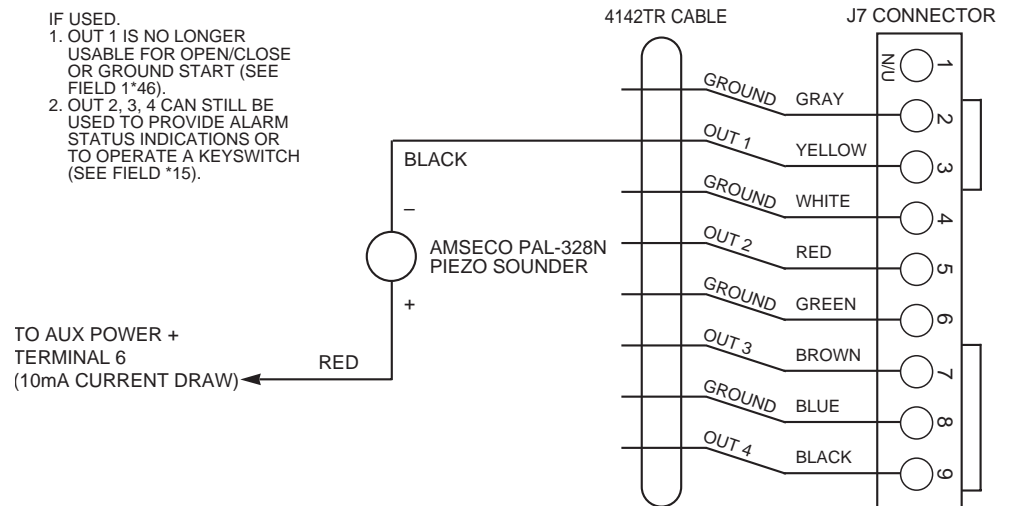 IF USED.
1. OUT 1 IS NO LONGER
USABLE FOR OPEN/CLOSE
OR GROUND START (SEE
FIELD 1*46).
2. OUT 2, 3, 4 CAN STILL BE
USED TO PROVIDE ALARM
STATUS INDICATIONS OR
TO OPERATE A KEYSWITCH
(SEE FIELD *15).
4142TR CABLE
J7 CONNECTOR
N/U 1
GROUND GRAY 2
OUT 1 YELLOW 3
GROUND WHITE 4
OUT 2 RED 5
GROUND GREEN 6
OUT 3 BROWN 7
GROUND BLUE 8
OUT 4 BLACK 9
BLACK
–
AMSECO PAL-328N
PIEZO SOUNDER
+
TO AUX POWER +
TERMINAL 6
(10mA CURRENT DRAW)
RED